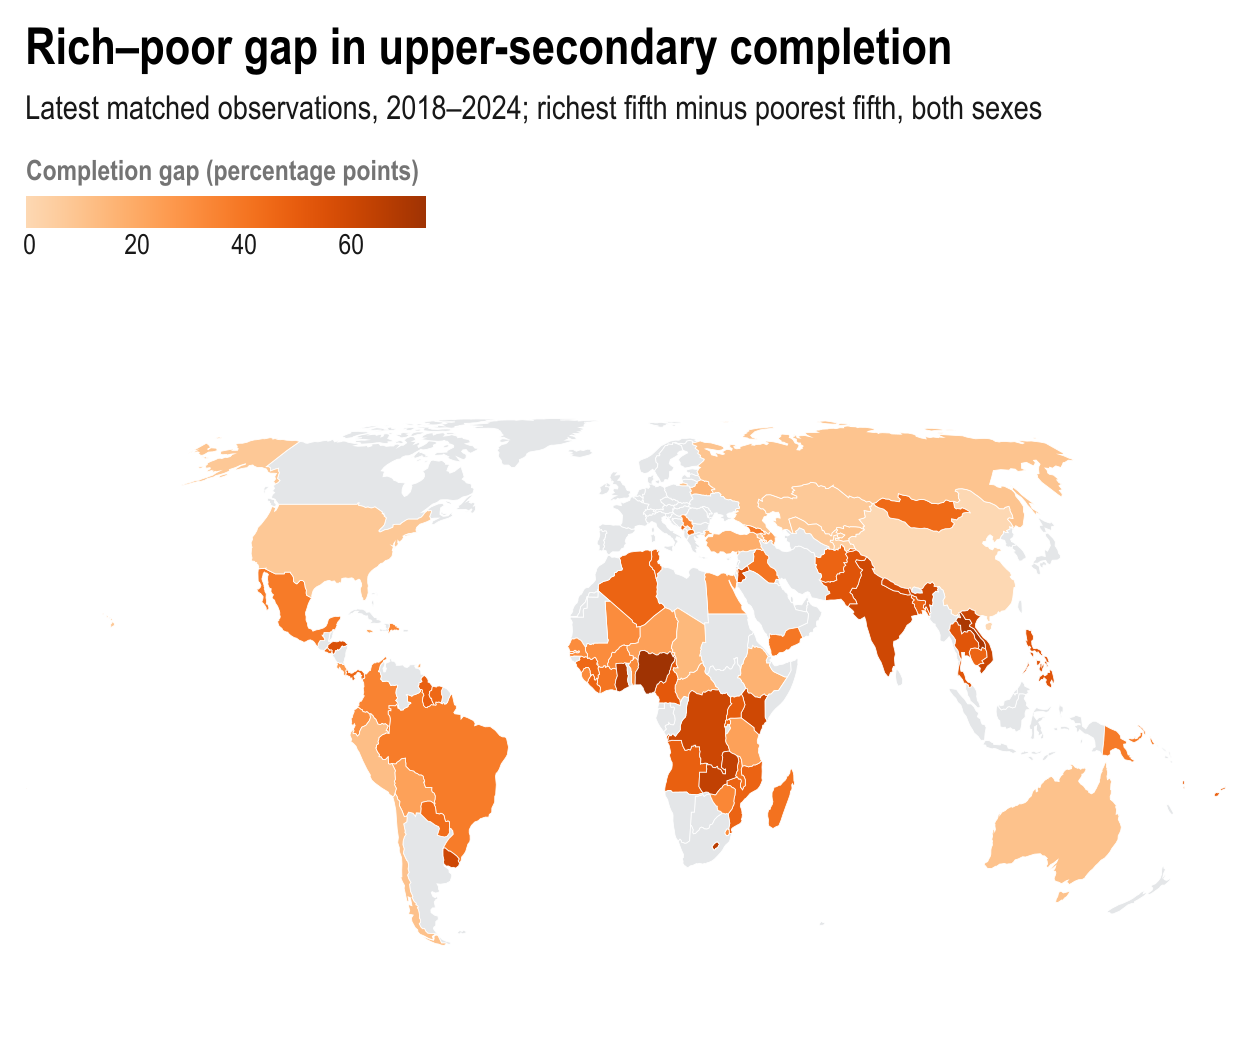 Rich–poor gap in upper-secondary completion
Latest matched observations, 2018–2024; richest fifth minus poorest fifth, both sexes
Completion gap (percentage points)
0 20 40 60